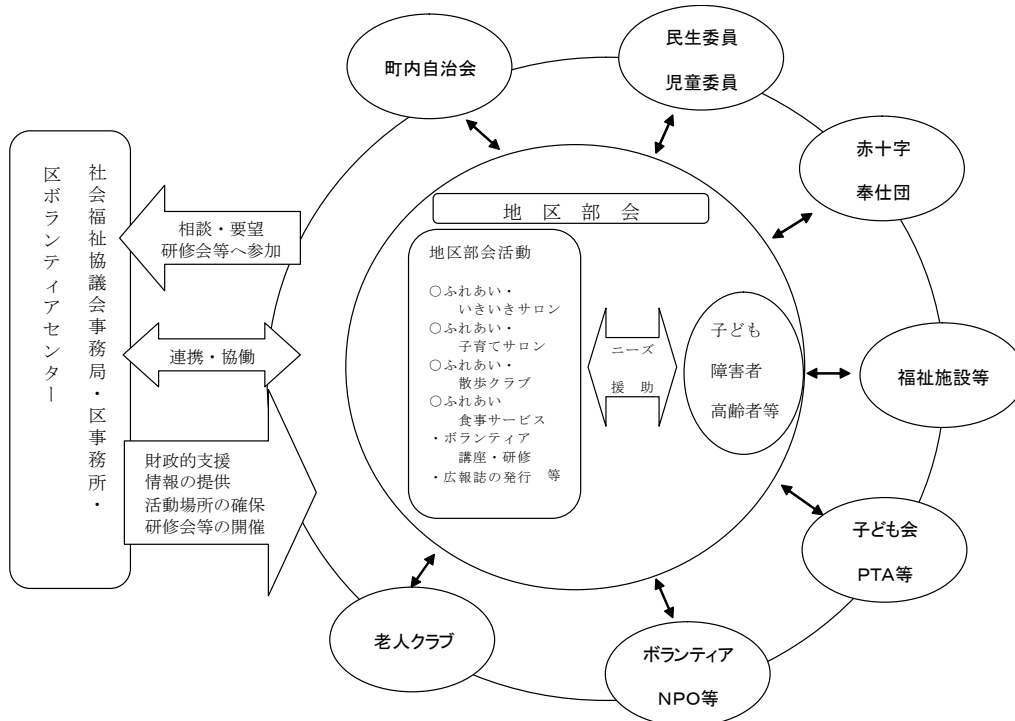 町内自治会
民生委員
児童委員
赤十字
奉仕団
社会福祉協議会事務局・区事務所・
区ボランティアセンター
相談・要望
研修会等へ参加
連携・協働
財政的支援
情報の提供
活動場所の確保
研修会等の開催
地区部会
地区部会活動
○ふれあい・
いきいきサロン
○ふれあい・
子育てサロン
○ふれあい・
散歩クラブ
○ふれあい
食事サービス
・ボランティア
講座・研修
・広報誌の発行 等
ニーズ
援助
子ども
障害者
高齢者等
福祉施設等
子ども会
PTA等
ボランティア
NPO等
老人クラブ